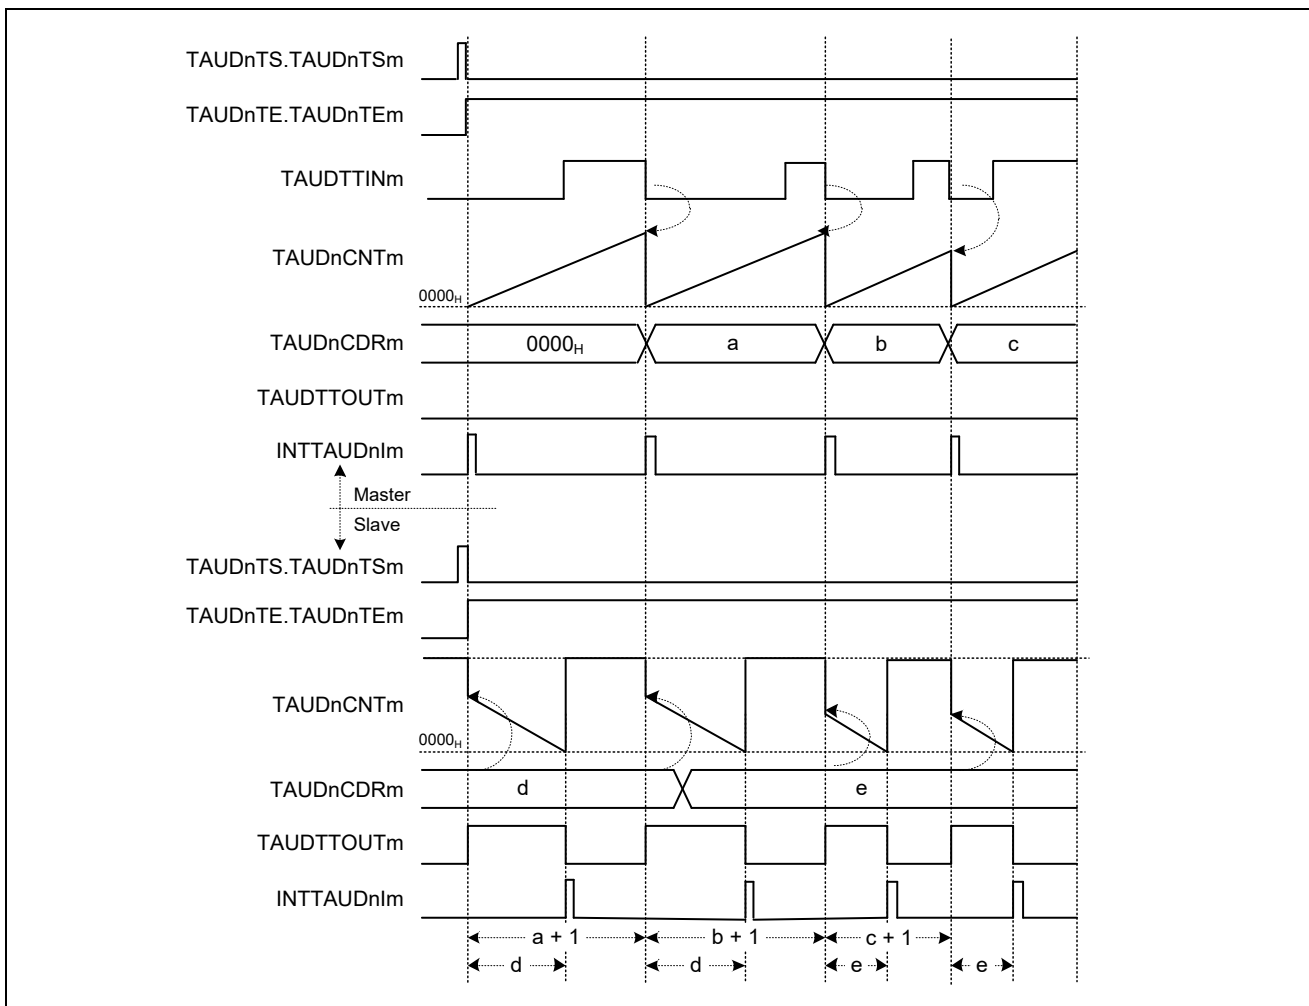 TAUDnTS.TAUDnTSm
TAUDnTE.TAUDnTEm
TAUDTTINm
TAUDnCNTm
0000H
TAUDnCDRm 0000H a b c
TAUDTTOUTm
INTTAUDnIm
Master
Slave
TAUDnTS.TAUDnTSm
TAUDnTE.TAUDnTEm
TAUDnCNTm
0000H
TAUDnCDRm d e
TAUDTTOUTm
INTTAUDnIm
a + 1 b + 1 c + 1
d d e e